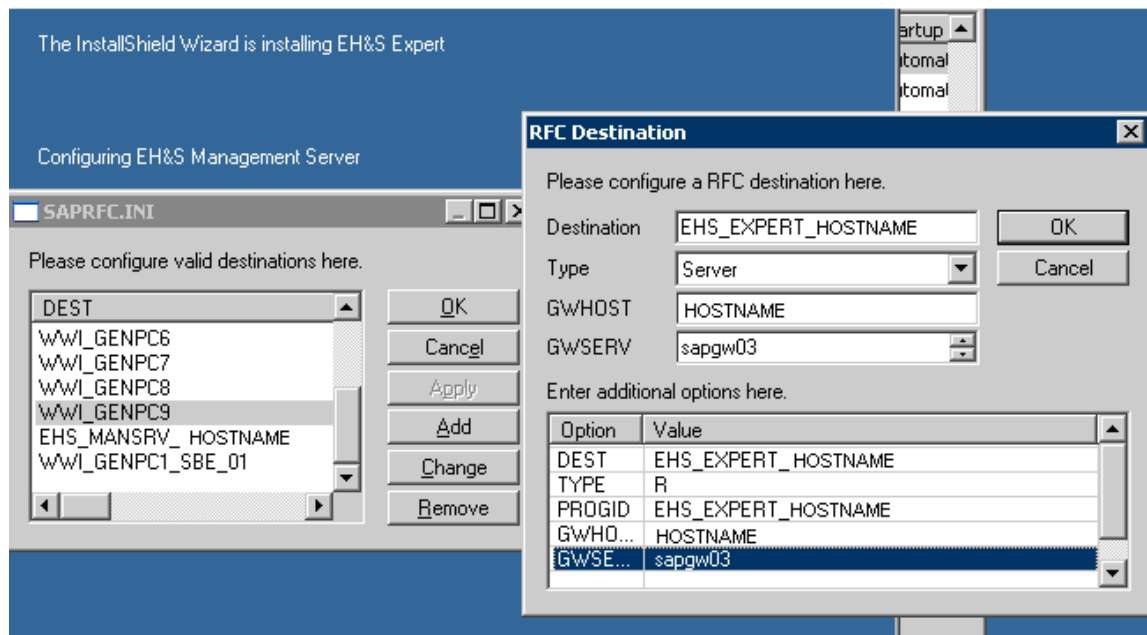 The InstallShield Wizard is installing EH&S Expert
Configuring EH&S Management Server
SAPRFC.INI
Please configure valid destinations here.
DEST
WWI_GENPC6
WWI_GENPC7
WWI_GENPC8
WWI_GENPC9
EHS_MANSRV_ HOSTNAME
WWI_GENPC1_SBE_01
OK
Cancel
Apply
Add
Change
Remove
RFC Destination
Please configure a RFC destination here.
Destination EHS_EXPERT_HOSTNAME OK
Type Server Cancel
GWHOST HOSTNAME
GWSERV sapgw03
Enter additional options here.
Option Value
DEST EHS_EXPERT_ HOSTNAME
TYPE R
PROGID EHS_EXPERT_HOSTNAME
GWHO... HOSTNAME
GWSE... sapgw03